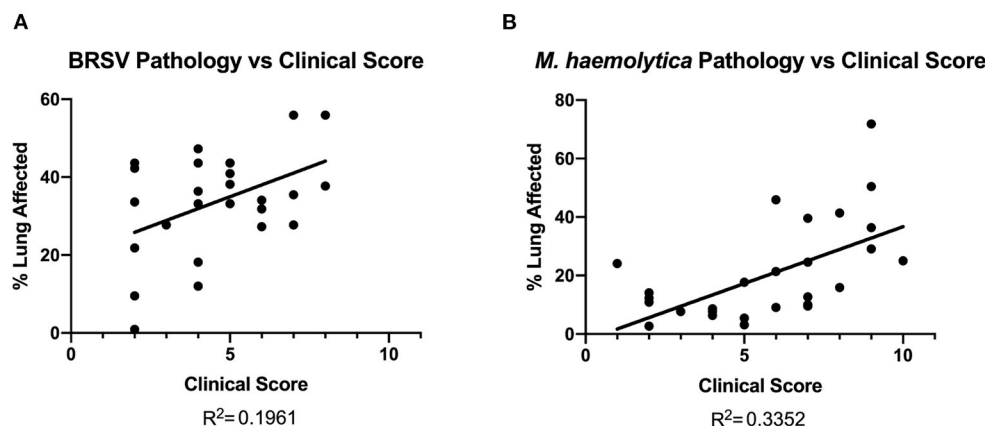 A
BRSV Pathology vs Clinical Score
60
40
20
0
% Lung Affected
0
5
10
Clinical Score
R²=0.1961
B
M. haemolytica Pathology vs Clinical Score
80
60
40
20
0
% Lung Affected
0
5
10
Clinical Score
R²=0.3352